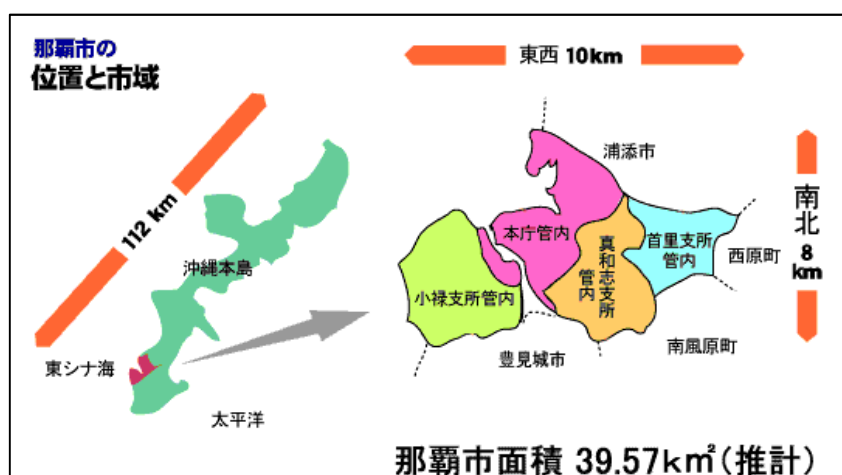 那覇市の
位置と市域
東西 10km
112 km
沖縄本島
東シナ海
太平洋
浦添市
本庁管内
真和志支所
管内
首里支所
管内
小禄支所管内
西原町
南風原町
豊見城市
南北
8
km
那覇市面積 39.57k㎡(推計)